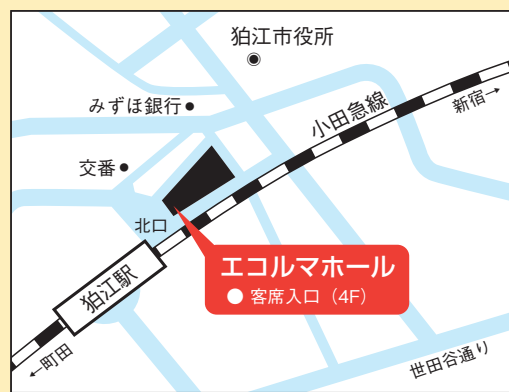 狛江市役所
みずほ銀行
小田急線
新宿→
交番
北口
エコルマホール
客席入口（4F）
狛江駅
←町田
世田谷通り